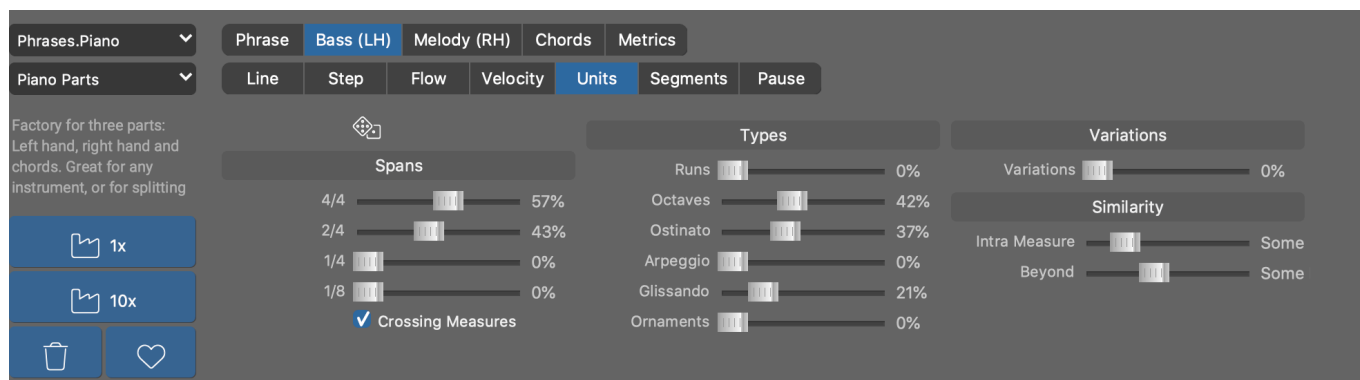 Phrases.Piano
Piano Parts
Factory for three parts:
Left hand, right hand and
chords. Great for any
instrument, or for splitting
1x
10x
Phrase Bass (LH) Melody (RH) Chords Metrics
Line Step Flow Velocity Units Segments Pause
Spans
4/4 57%
2/4 43%
1/4 0%
1/8 0%
Crossing Measures
Types
Runs 0%
Octaves 42%
Ostinato 37%
Arpeggio 0%
Glissando 21%
Ornaments 0%
Variations
Variations 0%
Similarity
Intra Measure Some
Beyond Some